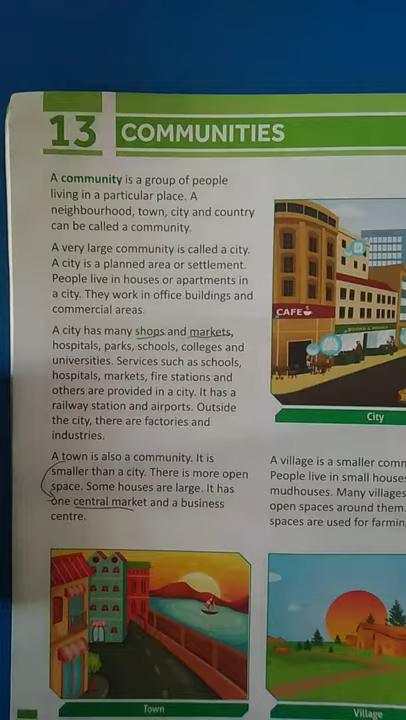 13 COMMUNITIES
A community is a group of people
living in a particular place. A
neighbourhood, town, city and country
can be called a community.
A very large community is called a city.
A city is a planned area or settlement.
People live in houses or apartments in
a city. They work in office buildings and
commercial areas.
A city has many shops and markets,
hospitals, parks, schools, colleges and
universities. Services such as schools,
hospitals, markets, fire stations and
others are provided in a city. It has a
railway station and airports. Outside
the city, there are factories and
industries.
A town is also a community. It is
smaller than a city. There is more open
space. Some houses are large. It has
one central market and a business
centre.
CAFE
City
A village is a smaller comm
People live in small house
mudhouses. Many villages
open spaces around them.
spaces are used for farmin
Town
Village